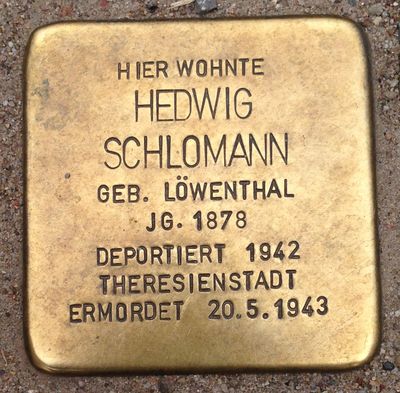 HIER WOHNTE
HEDWIG
SCHLOMANN
GEB. LÖWENTHAL
JG. 1878
DEPORTIERT 1942
THERESIENSTADT
ERMORDET 20.5.1943